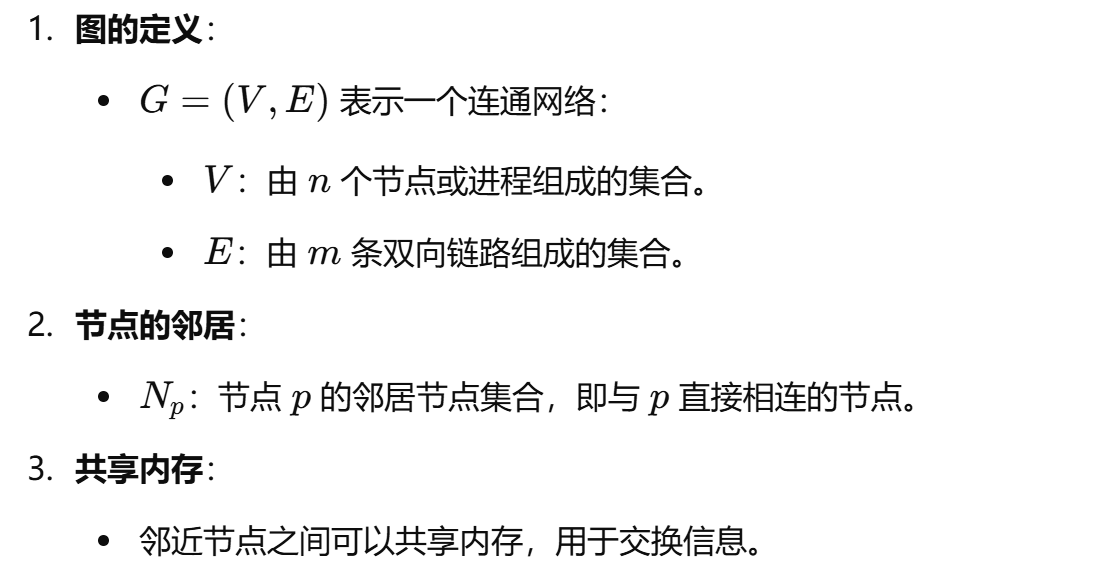 1. 图的定义：
• G = (V, E) 表示一个连通网络：
• V：由 n 个节点或进程组成的集合。
• E：由 m 条双向链路组成的集合。
2. 节点的邻居：
• Nₚ：节点 p 的邻居节点集合，即与 p 直接相连的节点。
3. 共享内存：
• 邻近节点之间可以共享内存，用于交换信息。